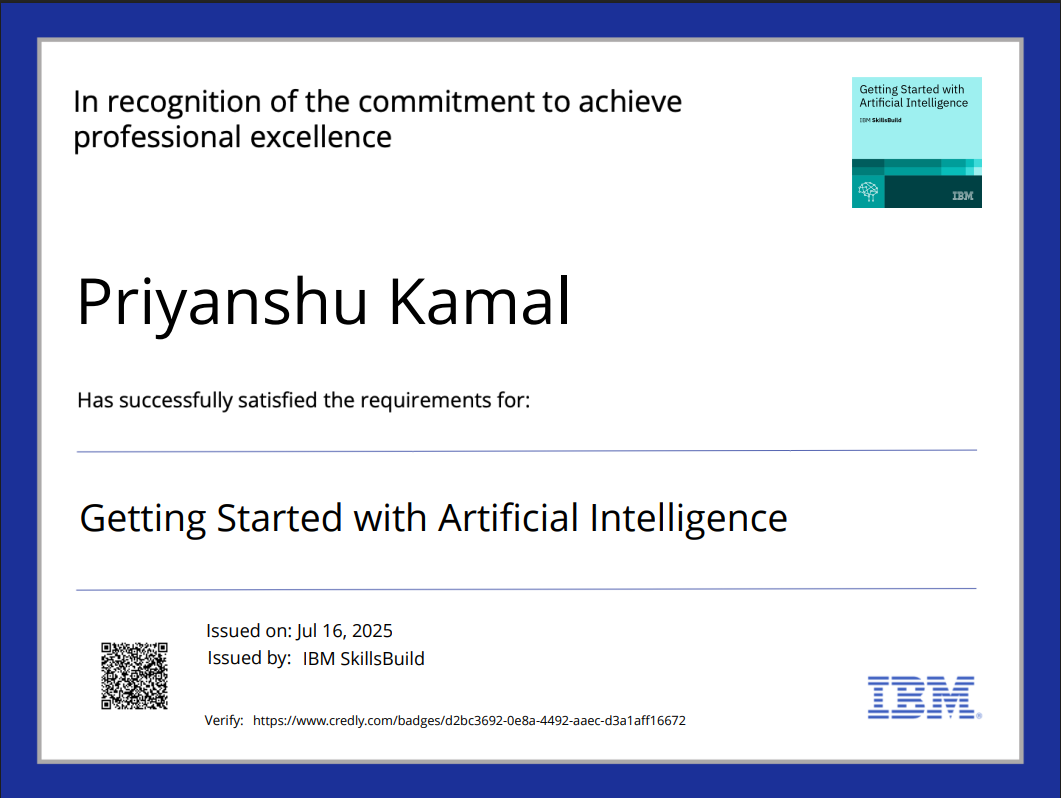 In recognition of the commitment to achieve
professional excellence
Getting Started with
Artificial Intelligence
IBM SkillsBuild
IBM
Priyanshu Kamal
Has successfully satisfied the requirements for:
Getting Started with Artificial Intelligence
Issued on: Jul 16, 2025
Issued by: IBM SkillsBuild
Verify: https://www.credly.com/badges/d2bc3692-0e8a-4492-aaec-d3a1aff16672
IBM®